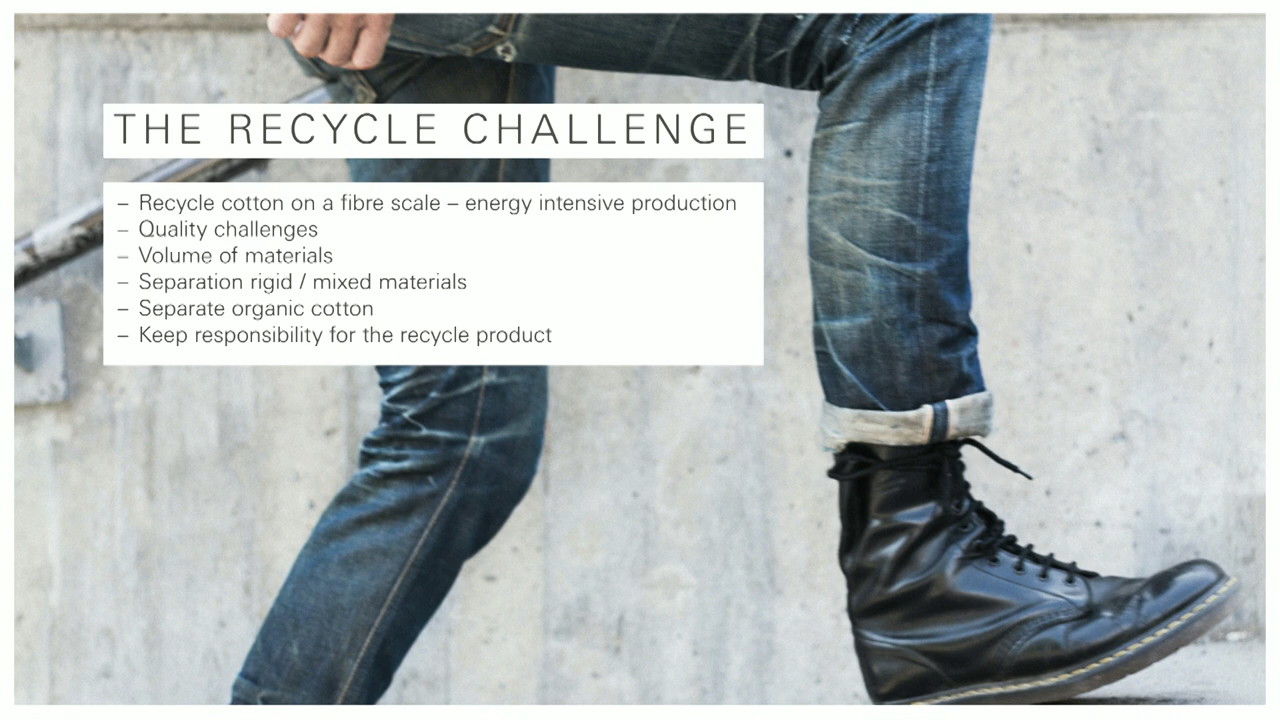 THE RECYCLE CHALLENGE
– Recycle cotton on a fibre scale – energy intensive production
– Quality challenges
– Volume of materials
– Separation rigid / mixed materials
– Separate organic cotton
– Keep responsibility for the recycle product